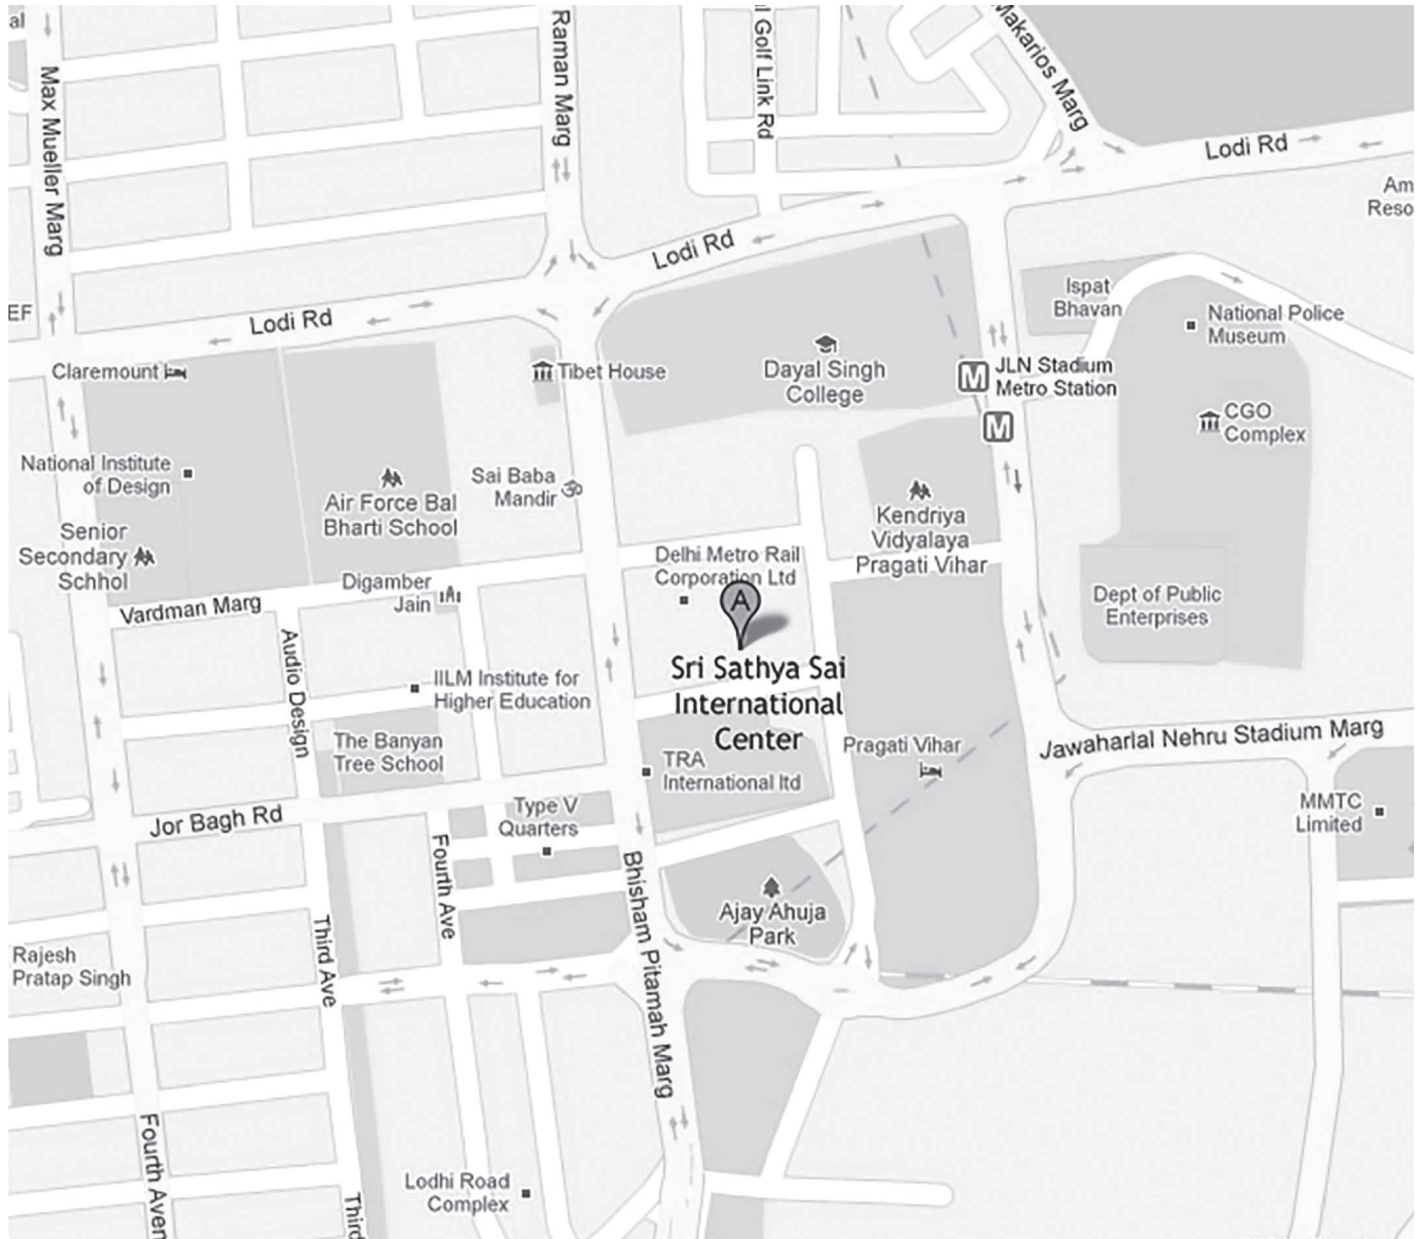 al
Max Mueller Marg
Raman Marg
l Golf Link Rd
Makarios Marg
Lodi Rd
Am
Reso
Lodi Rd
Lodi Rd
EF
Ispat
Bhavan
National Police
Museum
Claremount
Tibet House
Dayal Singh
College
M
JLN Stadium
Metro Station
M
CGO
Complex
National Institute
of Design
Air Force Bal
Bharti School
Sai Baba
Mandir
ॐ
Kendriya
Vidyalaya
Pragati Vihar
Senior
Secondary
Schhol
Delhi Metro Rail
Corporation Ltd
Digamber
Jain
A
Vardman Marg
Dept of Public
Enterprises
Audio Design
IILM Institute for
Higher Education
Sri Sathya Sai
International
Center
The Banyan
Tree School
TRA
International ltd
Pragati Vihar
Jawaharlal Nehru Stadium Marg
Jor Bagh Rd
Type V
Quarters
MMTC
Limited
Fourth Ave
Bhisham Pitamah Marg
Ajay Ahuja
Park
Third Ave
Rajesh
Pratap Singh
Fourth Aven
Lodhi Road
Complex
Third